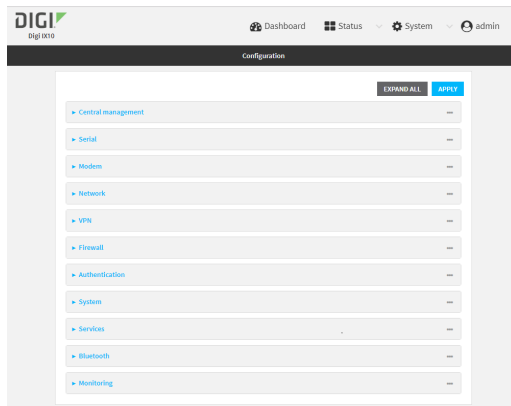 DIGI
Digi IX10
Dashboard
Status
System
admin
Configuration
EXPAND ALL
APPLY
Central management
Serial
Modem
Network
VPN
Firewall
Authentication
System
Services
Bluetooth
Monitoring